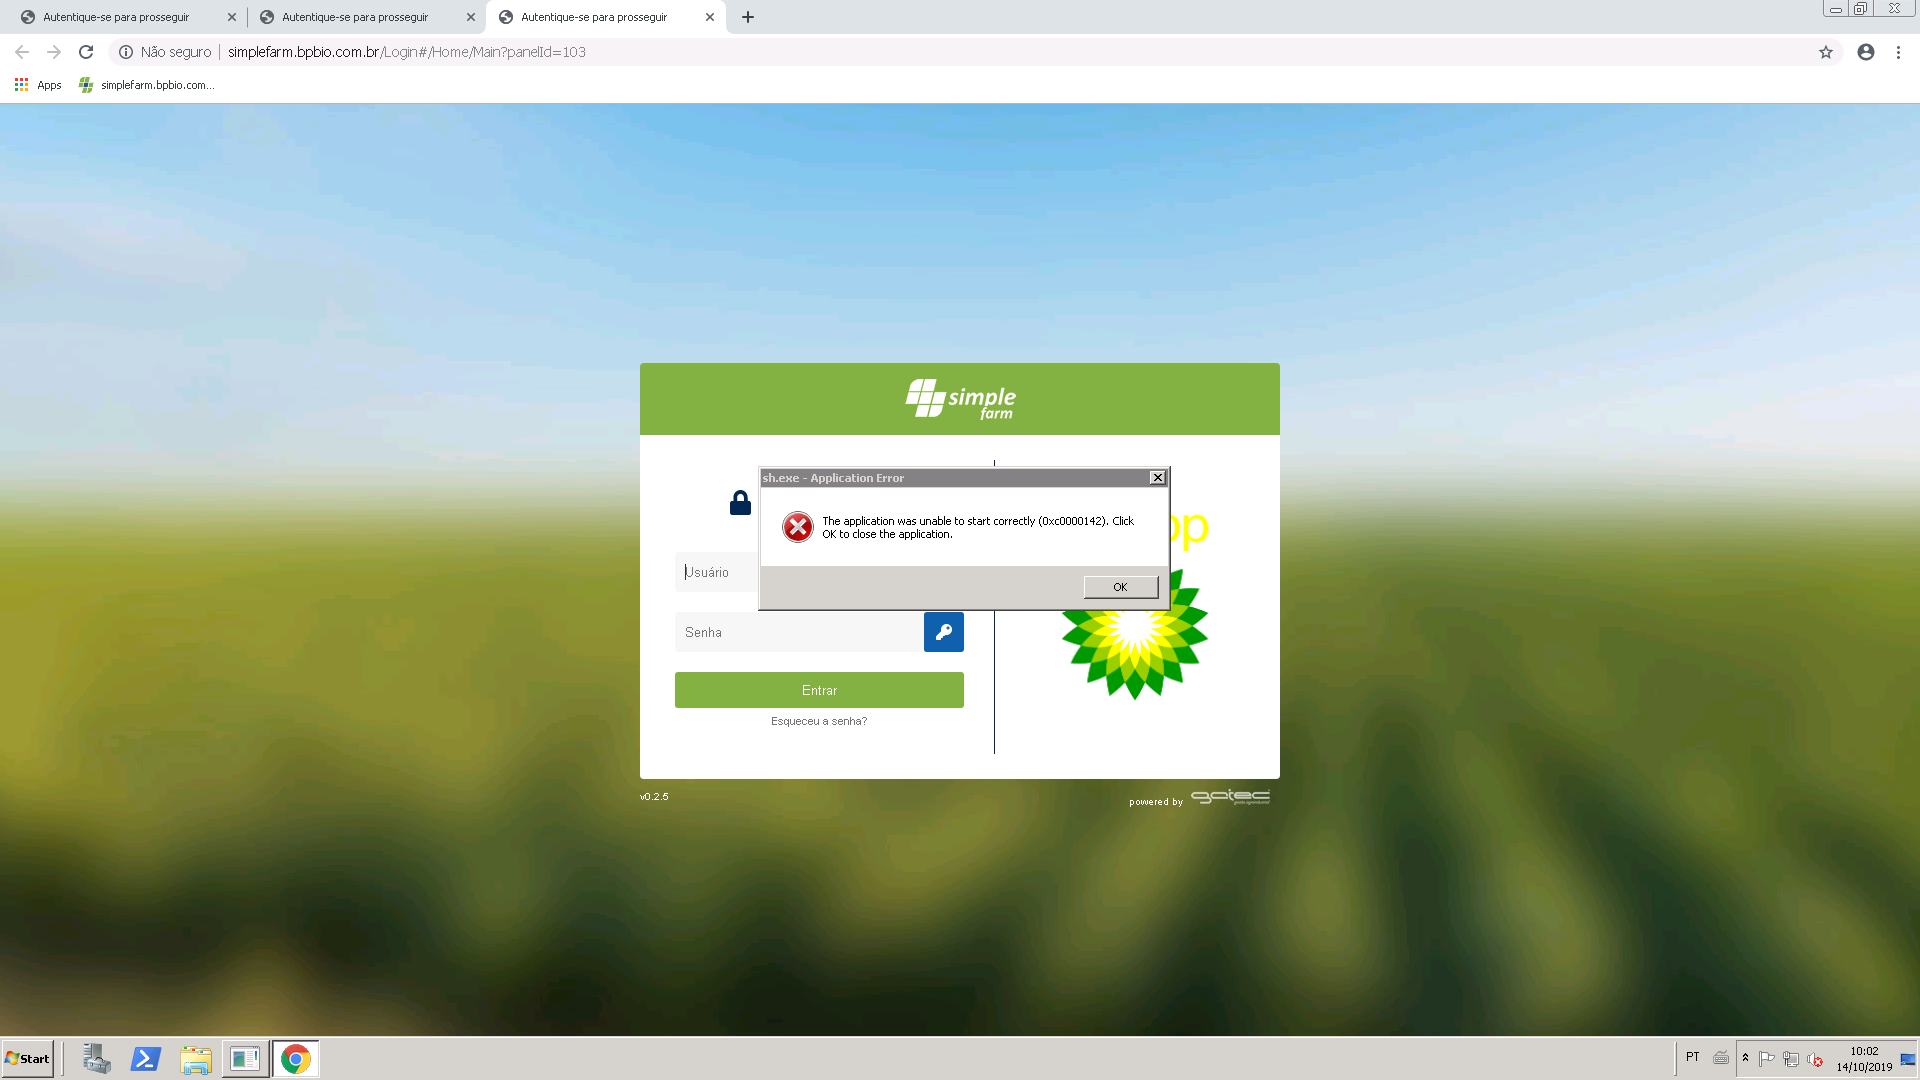 Autentique-se para prosseguir
Autentique-se para prosseguir
Autentique-se para prosseguir
Não seguro
simplefarm.bpbio.com.br/Login#/Home/Main?panelId=103
Apps
simplefarm.bpbio.com...
simple
farm
sh.exe - Application Error
The application was unable to start correctly (0xc0000142). Click
OK to close the application.
OK
bp
Usuário
Senha
Entrar
Esqueceu a senha?
v0.2.5
powered by
gatec
Start
PT
10:02
14/10/2019